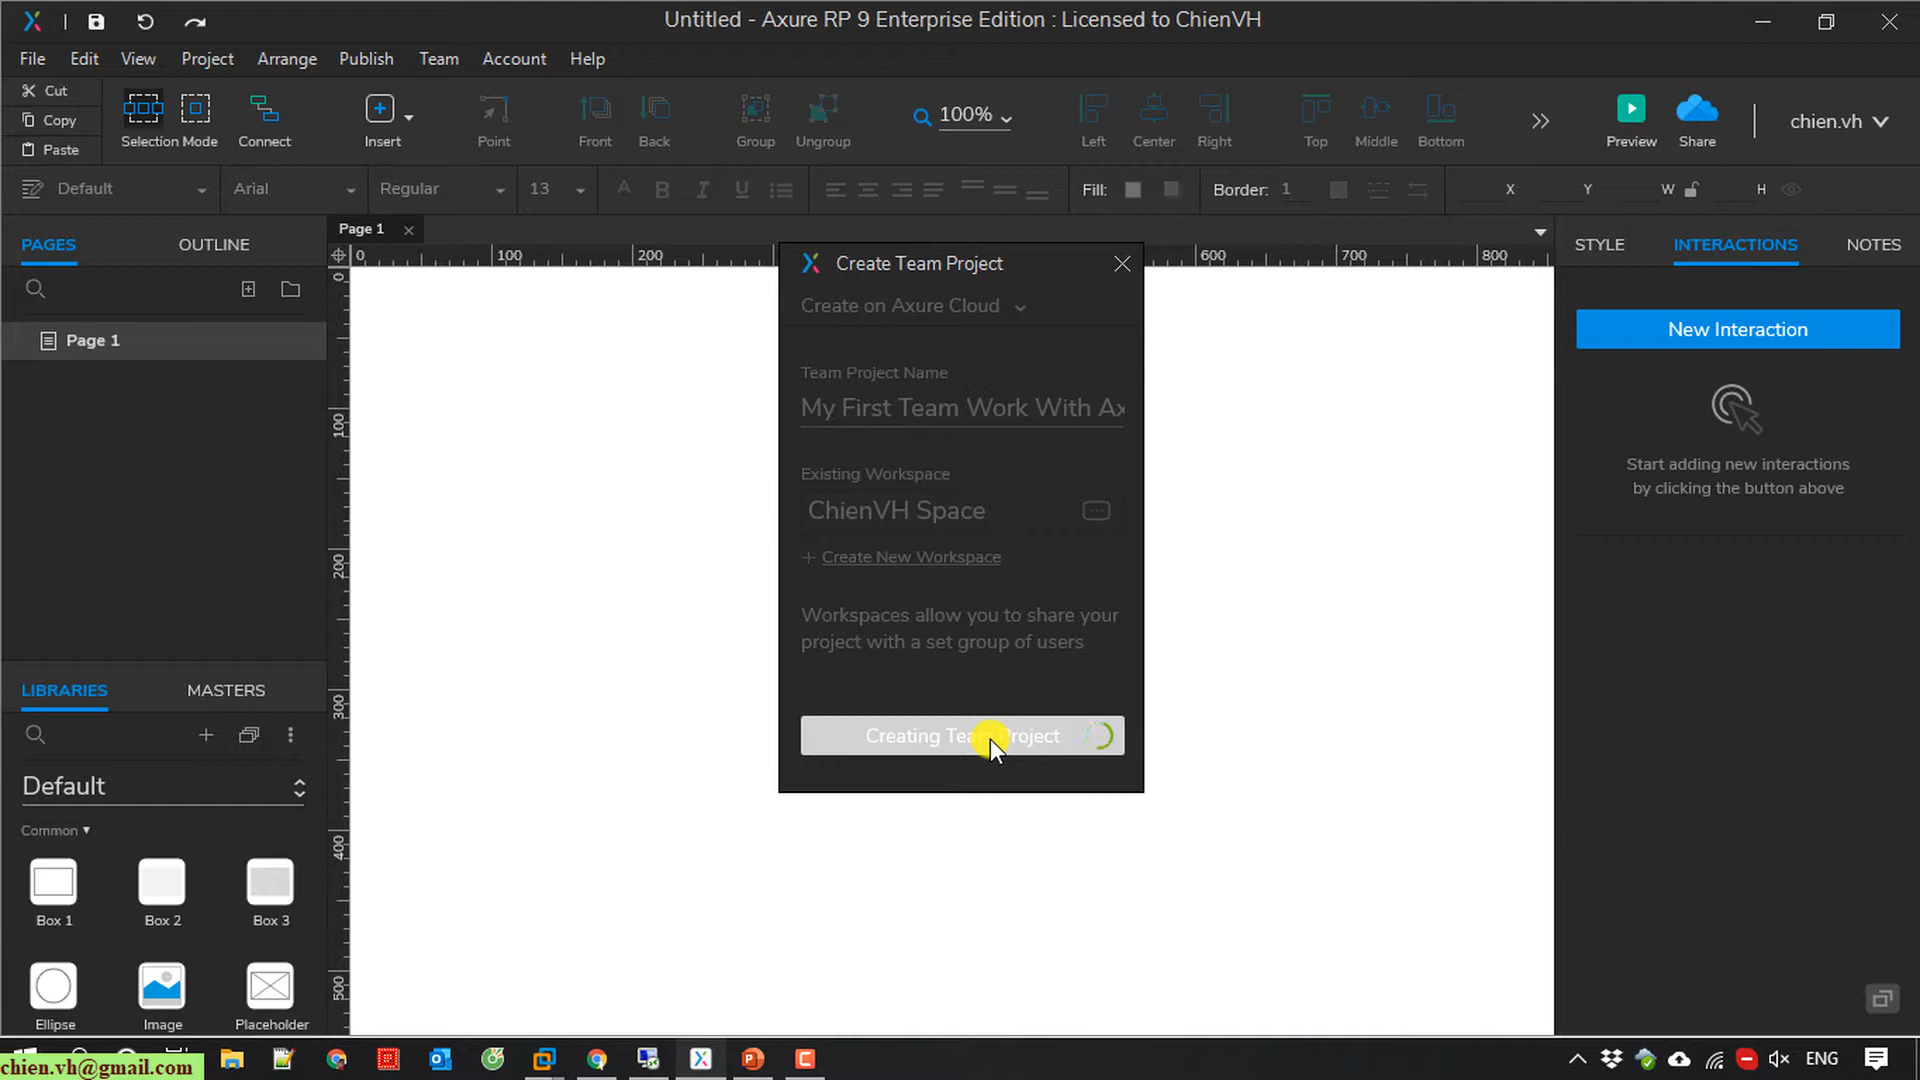 Untitled - Axure RP 9 Enterprise Edition : Licensed to ChienVH
File Edit View Project Arrange Publish Team Account Help
Cut
Copy
Paste
Selection Mode
Connect
Insert
Point
Front
Back
Group
Ungroup
100%
Left
Center
Right
Top
Middle
Bottom
Preview
Share
chien.vh
Default
Arial
Regular
13
Fill:
Border: 1
X
Y
W
H
PAGES
OUTLINE
Page 1
0
100
200
600
700
800
STYLE
INTERACTIONS
NOTES
Page 1
0
100
200
300
400
500
New Interaction
Start adding new interactions
by clicking the button above
Create Team Project
Create on Axure Cloud
Team Project Name
My First Team Work With Ax
Existing Workspace
ChienVH Space
Create New Workspace
Workspaces allow you to share your
project with a set group of users
Creating Team Project
LIBRARIES
MASTERS
Default
Common
Box 1
Box 2
Box 3
Ellipse
Image
Placeholder
chien.vh@gmail.com
ENG